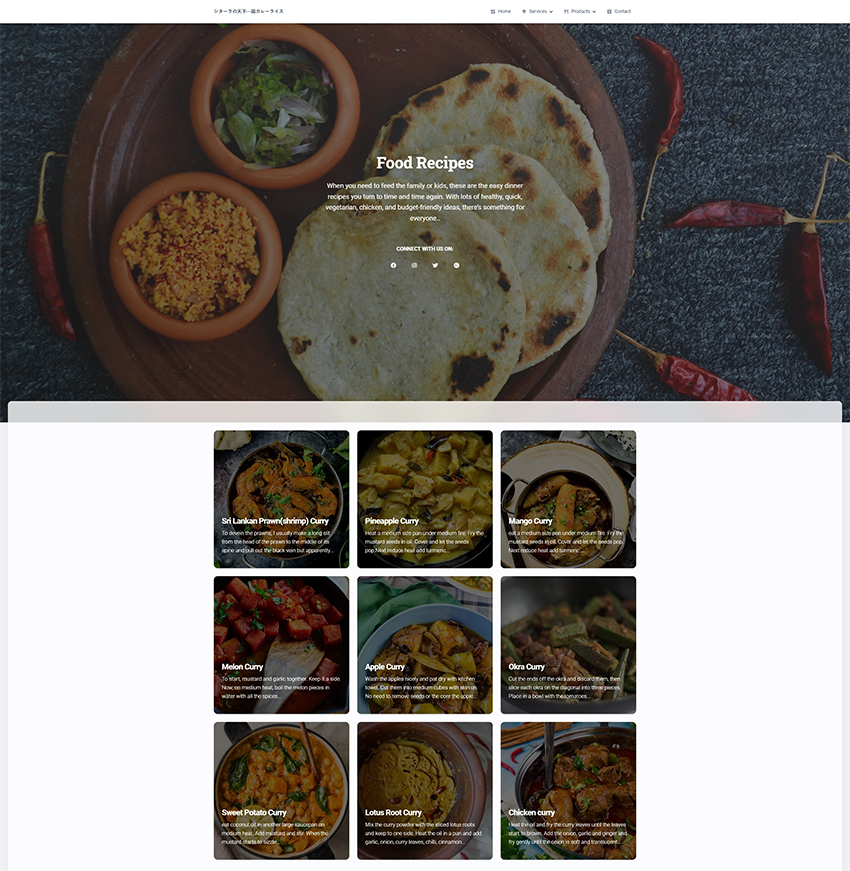 シターラの天下一品カレーライス
Home Services Products Contact
Food Recipes
When you need to feed the family or kids, these are the easy dinner
recipes you turn to time and time again. With lots of healthy, quick,
vegetarian, chicken, and budget-friendly ideas, there's something for
everyone..
CONNECT WITH US ON:
Sri Lankan Prawn(shrimp) Curry
To devein the prawns, I usually make a long slit
from the head of the prawn to the middle of its
spine and pull out the black vein but apparently...
Pineapple Curry
Heat a medium size pan under medium fire. Fry the
mustard seeds in oil. Cover and let the seeds
pop.Next reduce heat add turmeric...
Mango Curry
eat a medium size pan under medium fire. Fry the
mustard seeds in oil. Cover and let the seeds pop.
Next reduce heat add turmeric ...
Melon Curry
To start, mustard and garlic together. Keep it a side.
Now, on medium heat, boil the melon pieces in
water with all the spices...
Apple Curry
Wash the apples nicely and pat dry with kitchen
towel. Cut them into medium cubes with skin on.
No need to remove seeds or the core the apple...
Okra Curry
Cut the ends off the okra and discard them, then
slice each okra on the diagonal into three pieces.
Place in a bowl with the tomatoes...
Sweet Potato Curry
eat coconut oil in another large saucepan on
medium heat. Add mustard and stir. When the
mustard starts to sizzle...
Lotus Root Curry
Mix the curry powder with the sliced lotus roots
and keep to one side. Heat the oil in a pan and add
garlic, onion, curry leaves, chilli, cinnamon...
Chicken curry
Heat the oil and fry the curry leaves until the leaves
start to brown. Add the onion, garlic and ginger and
fry gently until the onion is soft and translucent...